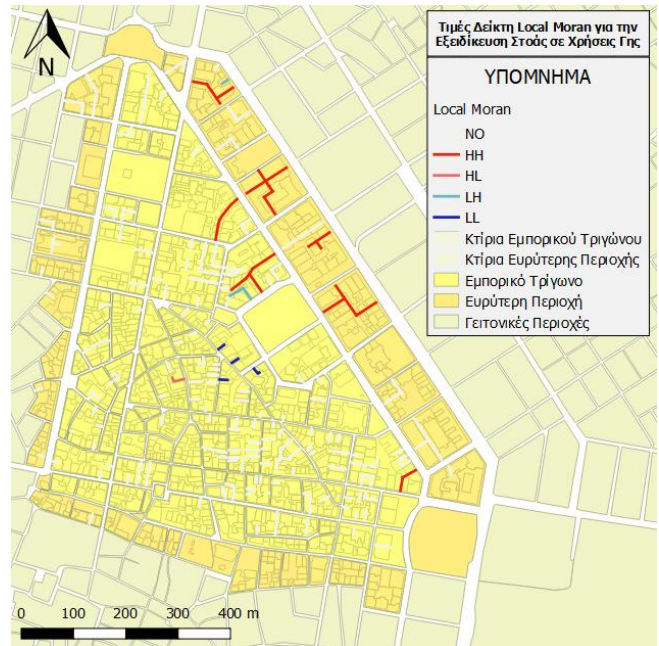 Τιμές Δείκτη Local Moran για την
Εξειδίκευση Στοάς σε Χρήσεις Γης
ΥΠΟΜΝΗΜΑ
Local Moran
NO
HH
HL
LH
LL
Κτίρια Εμπορικού Τριγώνου
Κτίρια Ευρύτερης Περιοχής
Εμπορικό Τρίγωνο
Ευρύτερη Περιοχή
Γειτονικές Περιοχές
N
0 100 200 300 400 m